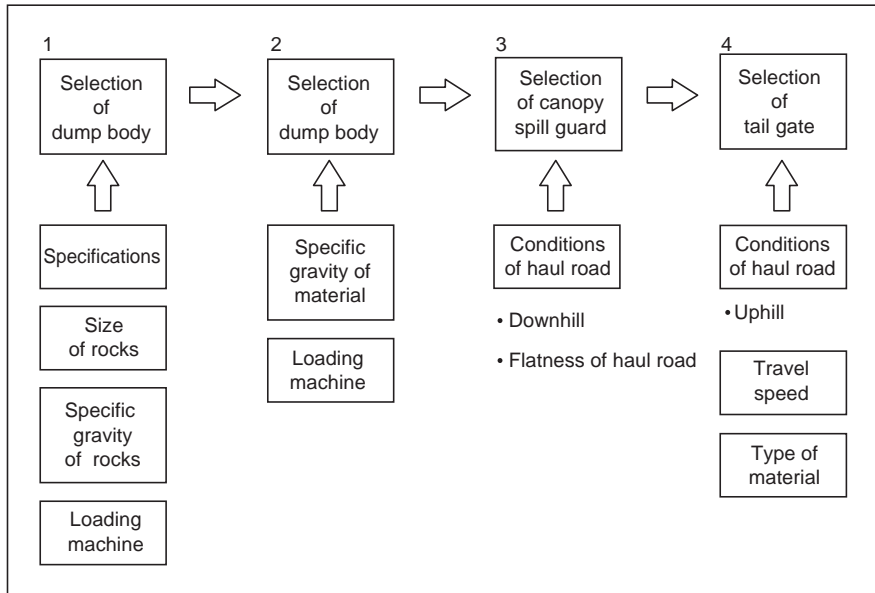 1
Selection
of
dump body
Specifications
Size
of rocks
Specific
gravity
of rocks
Loading
machine
2
Selection
of
dump body
Specific
gravity of
material
Loading
machine
3
Selection
of canopy
spill guard
Conditions
of haul road
• Downhill
• Flatness of haul road
4
Selection
of
tail gate
Conditions
of haul road
• Uphill
Travel
speed
Type of
material